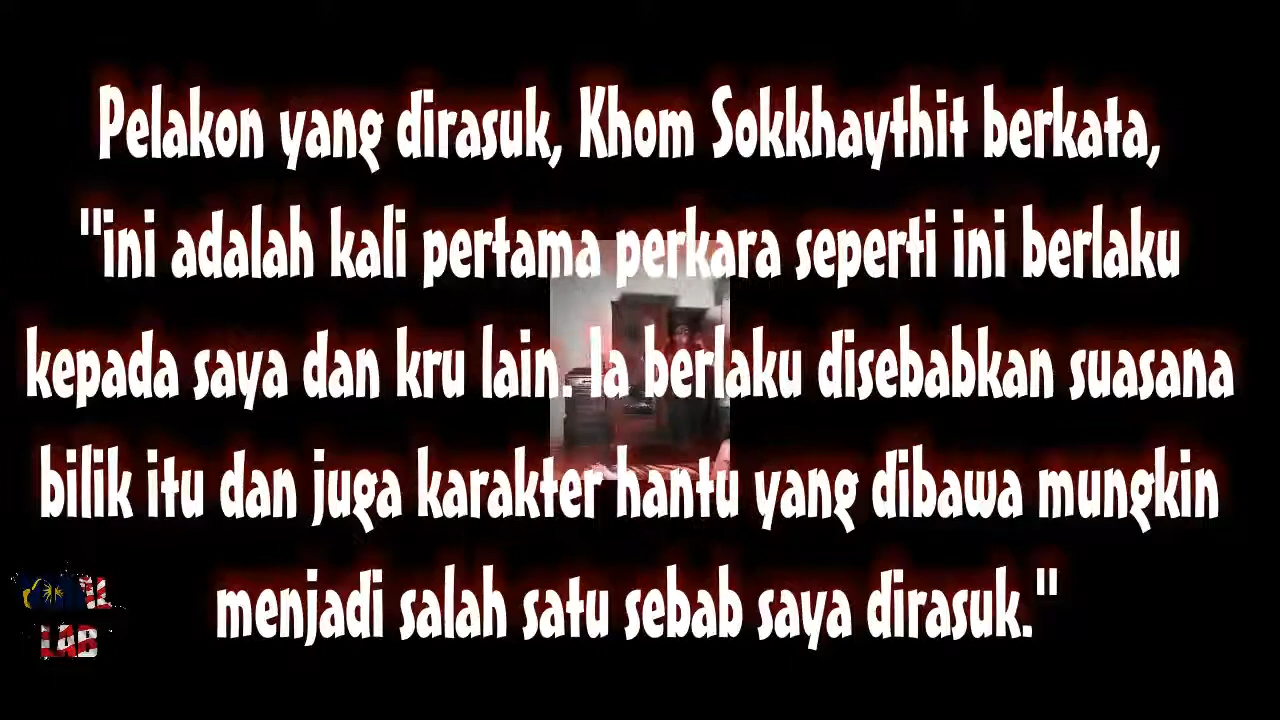 Pelakon yang dirasuk, Khom Sokkhaythit berkata,
"ini adalah kali pertama perkara seperti ini berlaku
kepada saya dan kru lain. Ia berlaku disebabkan suasana
bilik itu dan juga karakter hantu yang dibawa mungkin
menjadi salah satu sebab saya dirasuk."
LAB